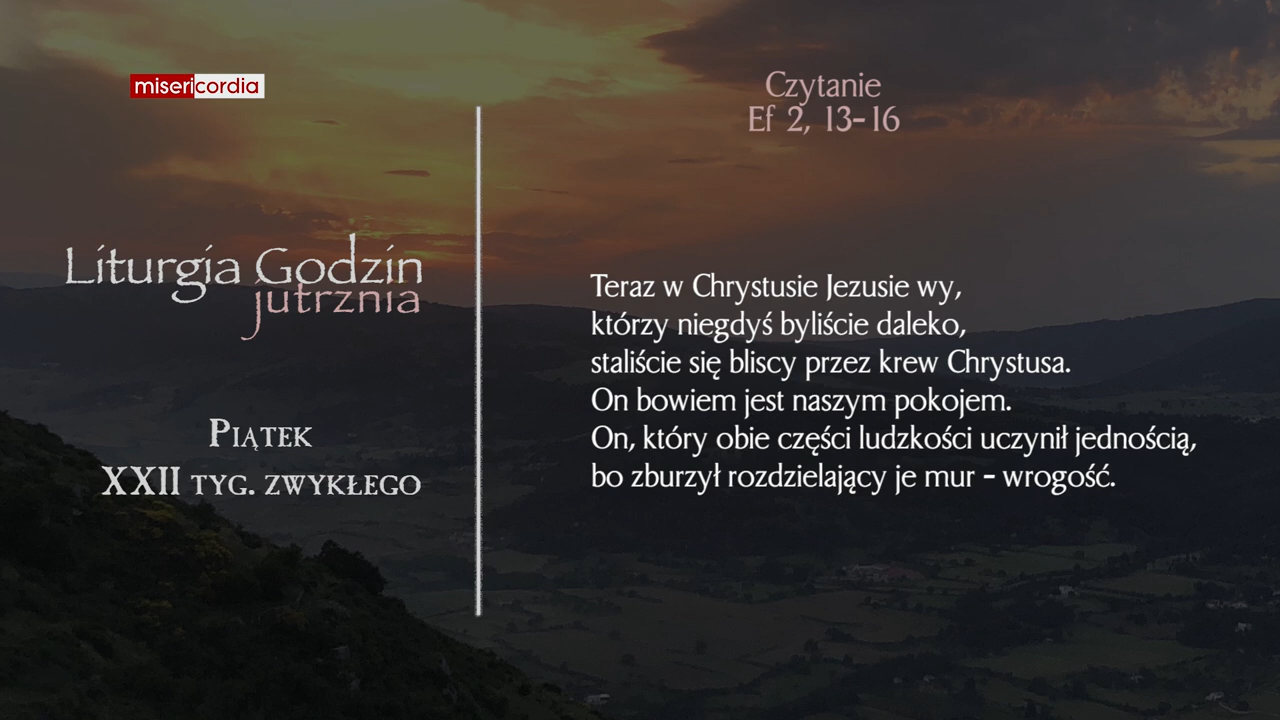 misericordia
Liturgia Godzin
jutrznia
Piątek
XXII tyg. zwykłego
Czytanie
Ef 2, 13-16
Teraz w Chrystusie Jezusie wy,
którzy niegdyś byliście daleko,
staliście się bliscy przez krew Chrystusa.
On bowiem jest naszym pokojem.
On, który obie części ludzkości uczynił jednością,
bo zburzył rozdzielający je mur - wrogość.